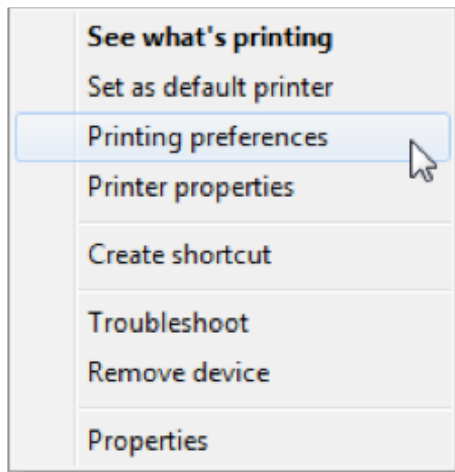 See what's printing
Set as default printer
Printing preferences
Printer properties
Create shortcut
Troubleshoot
Remove device
Properties